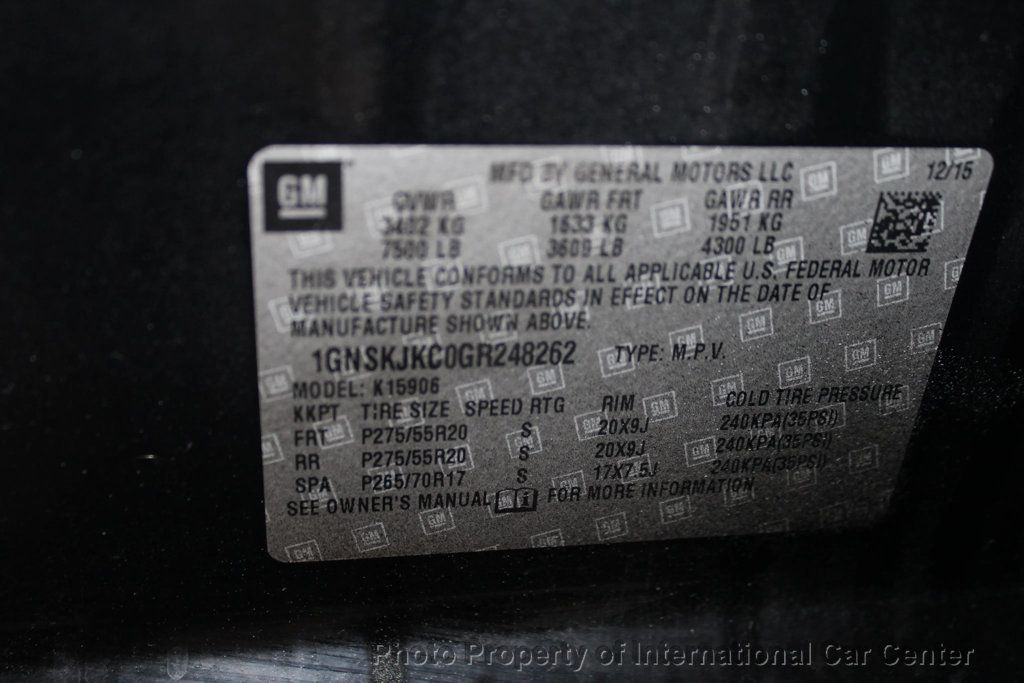 GM
MFD BY GENERAL MOTORS LLC 12/15
GVWR GAWR FRT GAWR RR
3402 KG 1633 KG 1951 KG
7500 LB 3609 LB 4300 LB
THIS VEHICLE CONFORMS TO ALL APPLICABLE U.S. FEDERAL MOTOR
VEHICLE SAFETY STANDARDS IN EFFECT ON THE DATE OF
MANUFACTURE SHOWN ABOVE.
1GNSKJKC0GR248262 TYPE: M.P.V.
MODEL: K15906
KKPT TIRE SIZE SPEED RTG RIM COLD TIRE PRESSURE
FRT P275/55R20 S 20X9J 240KPA(35PSI)
RR P275/55R20 S 20X9J 240KPA(35PSI)
SPA P265/70R17 S 17X7.5J 240KPA(35PSI)
SEE OWNER'S MANUAL FOR MORE INFORMATION
Photo Property of International Car Center